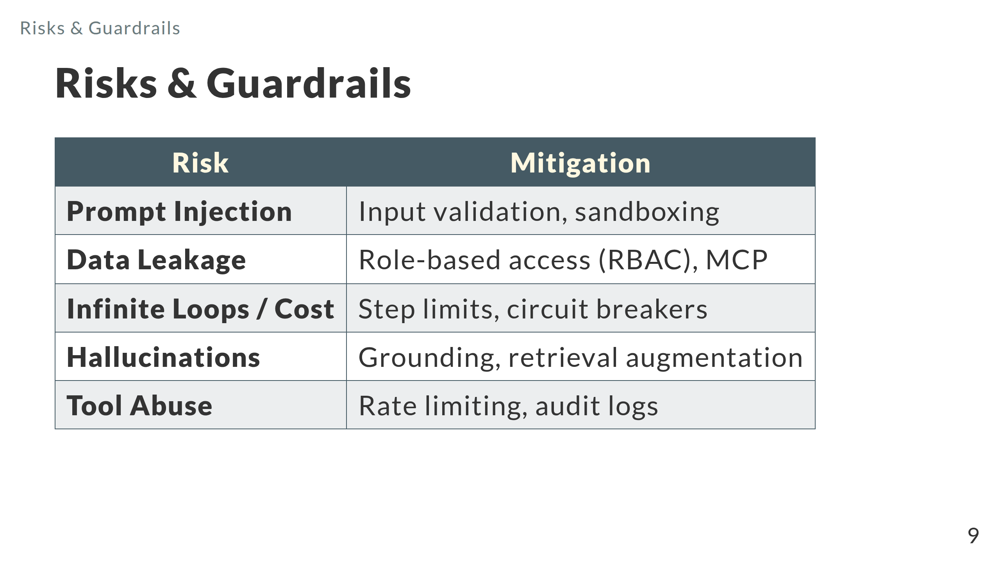 Risks & Guardrails
Risks & Guardrails
Risk Mitigation
Prompt Injection Input validation, sandboxing
Data Leakage Role-based access (RBAC), MCP
Infinite Loops / Cost Step limits, circuit breakers
Hallucinations Grounding, retrieval augmentation
Tool Abuse Rate limiting, audit logs
9